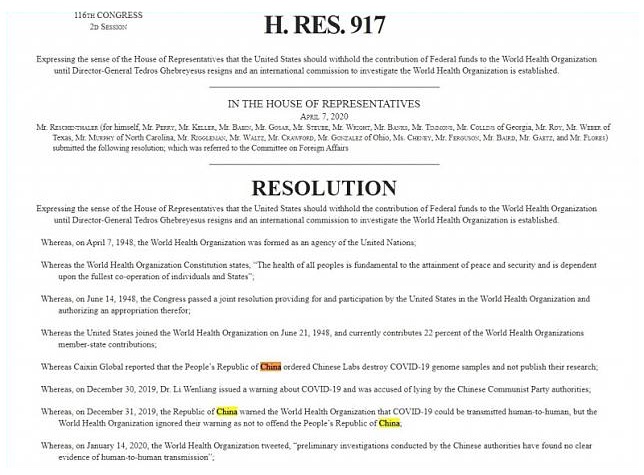 116TH CONGRESS
2D SESSION
H. RES. 917
Expressing the sense of the House of Representatives that the United States should withhold the contribution of Federal funds to the World Health Organization
until Director-General Tedros Ghebreyesus resigns and an international commission to investigate the World Health Organization is established.
IN THE HOUSE OF REPRESENTATIVES
APRIL 7, 2020
Mr. RESCHENTHALER (for himself, Mr. PERRY, Mr. KELLER, Mr. BABIN, Mr. GOSAR, Mr. STEUBE, Mr. WRIGHT, Mr. BANKS, Mr. TIMMONS, Mr. COLLINS of Georgia, Mr. ROY, Mr. WEBER of
Texas, Mr. MURPHY of North Carolina, Mr. RIGGLEMAN, Mr. WALTZ, Mr. CRAWFORD, Mr. GONZALEZ of Ohio, Ms. CHENEY, Mr. FERGUSON, Mr. BAIRD, Mr. GAETZ, and Mr. FLORES)
submitted the following resolution; which was referred to the Committee on Foreign Affairs
RESOLUTION
Expressing the sense of the House of Representatives that the United States should withhold the contribution of Federal funds to the World Health Organization
until Director-General Tedros Ghebreyesus resigns and an international commission to investigate the World Health Organization is established.
Whereas, on April 7, 1948, the World Health Organization was formed as an agency of the United Nations;
Whereas the World Health Organization Constitution states, “The health of all peoples is fundamental to the attainment of peace and security and is dependent
upon the fullest co-operation of individuals and States”;
Whereas, on June 14, 1948, the Congress passed a joint resolution providing for and participation by the United States in the World Health Organization and
authorizing an appropriation therefor;
Whereas the United States joined the World Health Organization on June 21, 1948, and currently contributes 22 percent of the World Health Organizations
member-state contributions;
Whereas Caixin Global reported that the People’s Republic of China ordered Chinese Labs destroy COVID-19 genome samples and not publish their research;
Whereas, on December 30, 2019, Dr. Li Wenliang issued a warning about COVID-19 and was accused of lying by the Chinese Communist Party authorities;
Whereas, on December 31, 2019, the Republic of China warned the World Health Organization that COVID-19 could be transmitted human-to-human, but the
World Health Organization ignored their warning as not to offend the People’s Republic of China;
Whereas, on January 14, 2020, the World Health Organization tweeted, “preliminary investigations conducted by the Chinese authorities have found no clear
evidence of human-to-human transmission”;